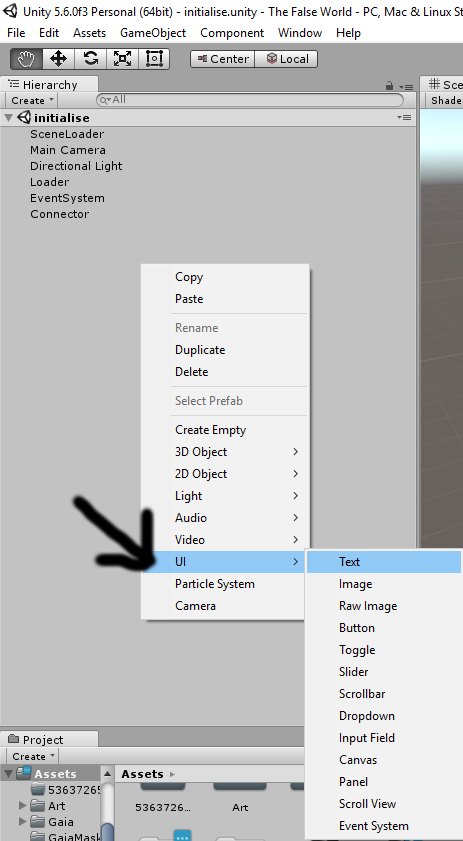 Unity 5.6.0f3 Personal (64bit) - initialise.unity - The False World - PC, Mac & Linux St
File Edit Assets GameObject Component Window Help
Center Local
Hierarchy
Create All
initialise
SceneLoader
Main Camera
Directional Light
Loader
EventSystem
Connector
Sce
Shade
Copy
Paste
Rename
Duplicate
Delete
Select Prefab
Create Empty
3D Object
2D Object
Light
Audio
Video
UI
Particle System
Camera
Text
Image
Raw Image
Button
Toggle
Slider
Scrollbar
Dropdown
Input Field
Canvas
Panel
Scroll View
Event System
Project
Create
Assets
53637265
Art
Gaia
GaiaMask
Assets
5363726...
Art